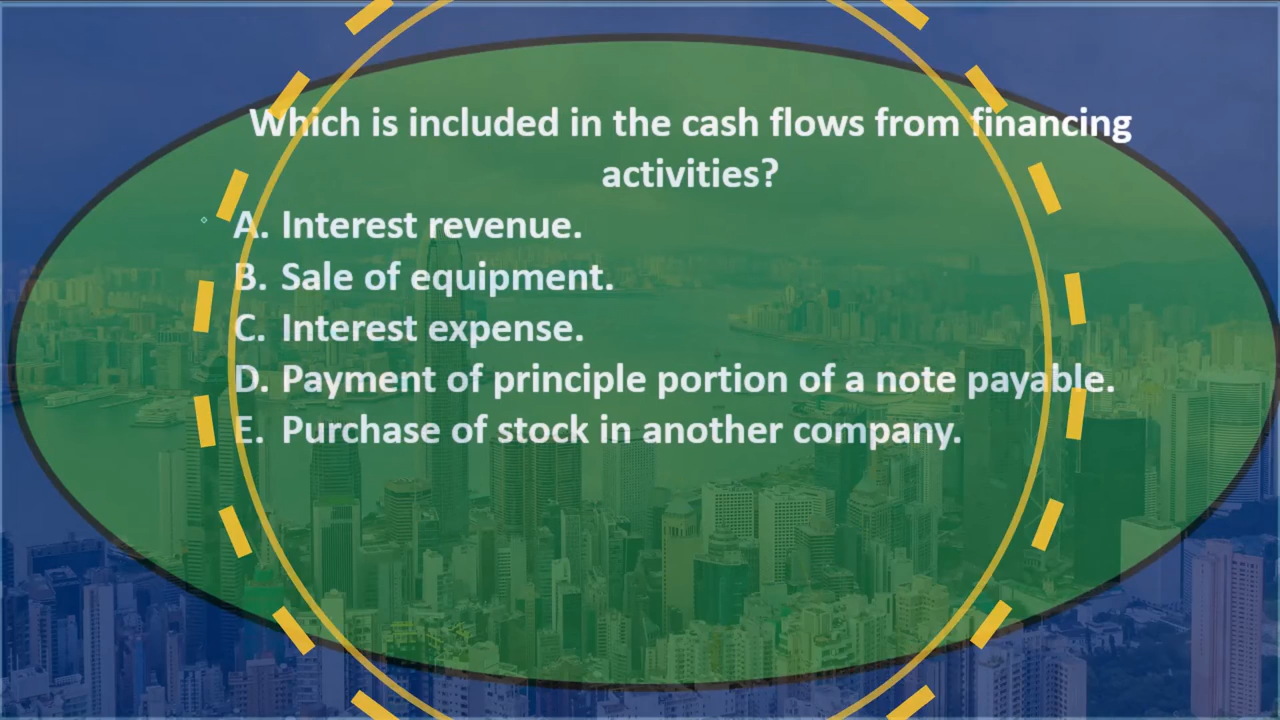 Which is included in the cash flows from financing
activities?
A. Interest revenue.
B. Sale of equipment.
C. Interest expense.
D. Payment of principle portion of a note payable.
E. Purchase of stock in another company.